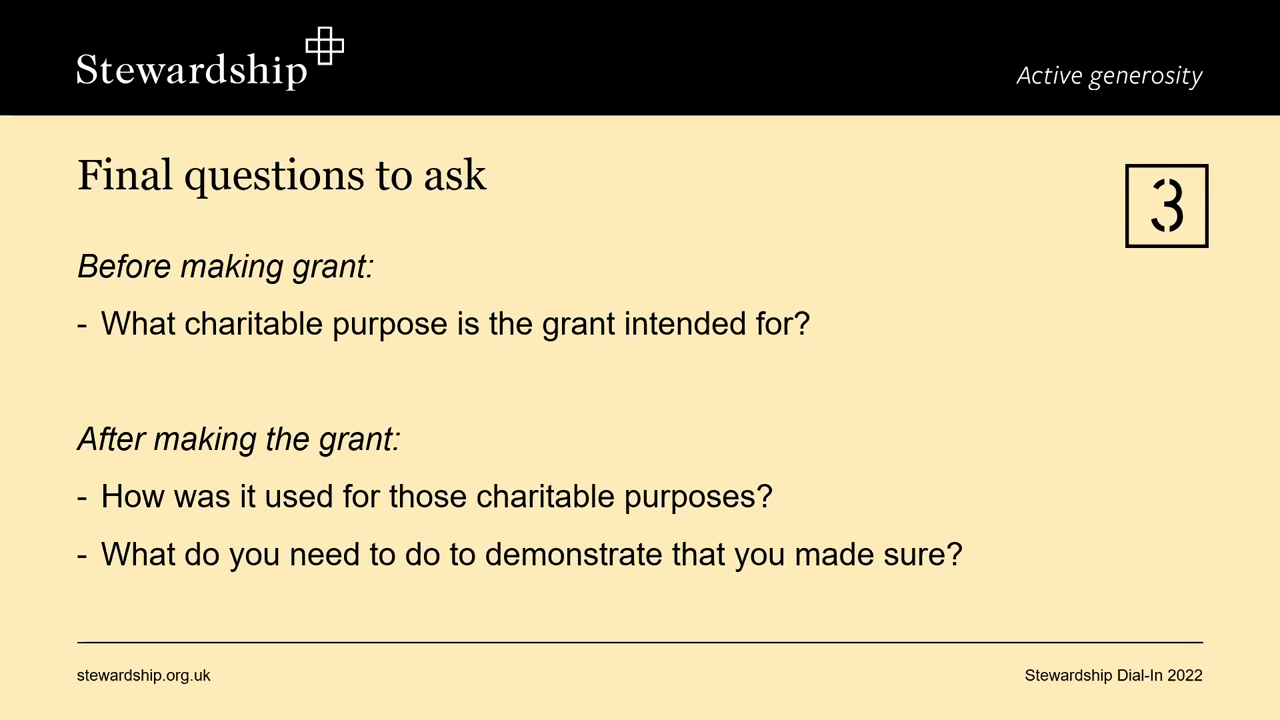 Stewardship
Active generosity
Final questions to ask
3
Before making grant:
- What charitable purpose is the grant intended for?
After making the grant:
- How was it used for those charitable purposes?
- What do you need to do to demonstrate that you made sure?
stewardship.org.uk
Stewardship Dial-In 2022